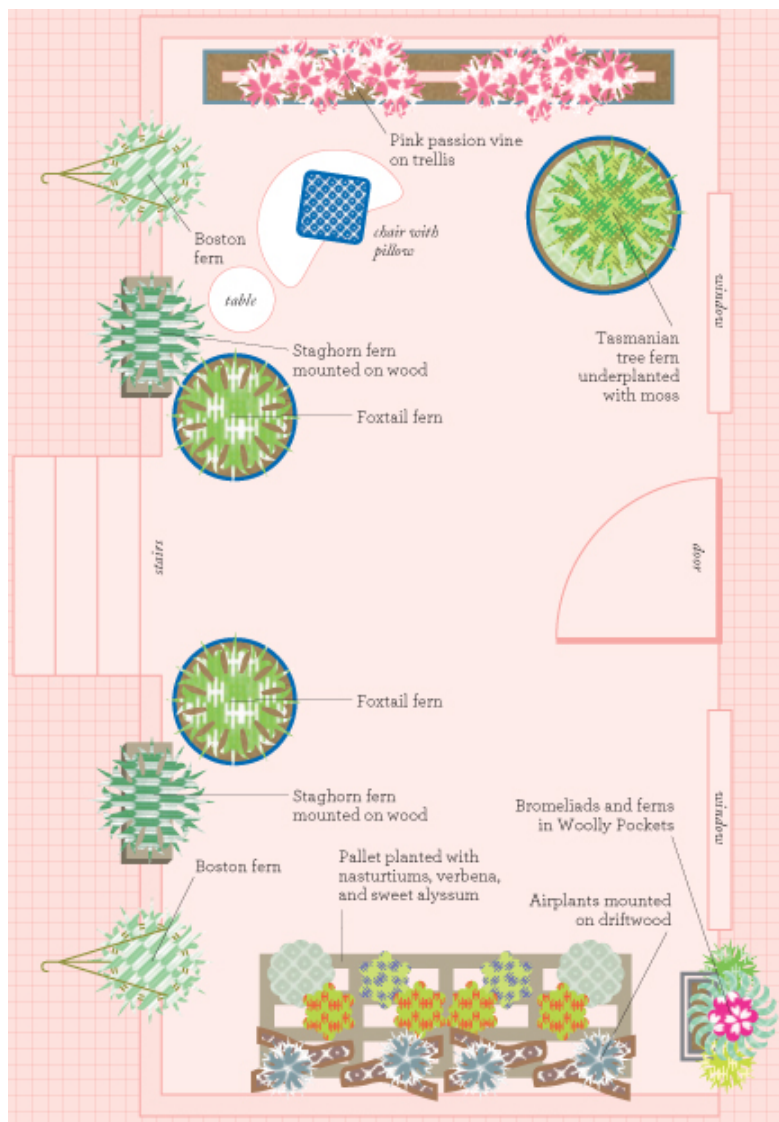 Pink passion vine
on trellis
Boston
fern
chair with
pillow
table
window
Staghorn fern
mounted on wood
Tasmanian
tree fern
underplanted
with moss
Foxtail fern
stairs
door
Foxtail fern
Staghorn fern
mounted on wood
Bromeliads and ferns
in Woolly Pockets
window
Boston fern
Pallet planted with
nasturtiums, verbena,
and sweet alyssum
Airplants mounted
on driftwood